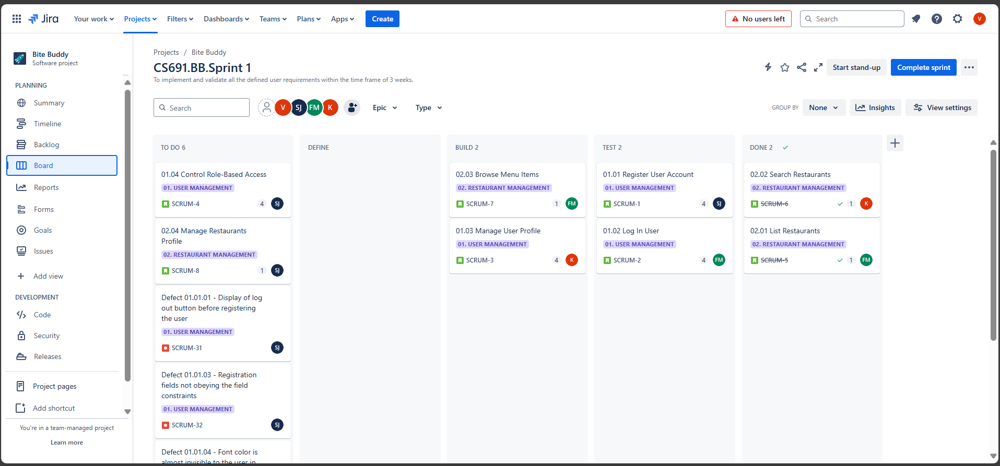 Jira
Your work
Projects
Filters
Dashboards
Teams
Plans
Apps
Create
No users left
Search
V
Bite Buddy
Software project
PLANNING
Summary
Timeline
Backlog
Board
Reports
Forms
Goals
Issues
Add view
DEVELOPMENT
Code
Security
Releases
Project pages
Add shortcut
You're in a team-managed project
Learn more
Projects / Bite Buddy
CS691.BB.Sprint 1
To implement and validate all the defined user requirements within the time frame of 3 weeks.
Start stand-up
Complete sprint
Search
V SJ FM K
Epic
Type
GROUP BY
None
Insights
View settings
TO DO 6
01.04 Control Role-Based Access
01. USER MANAGEMENT
SCRUM-4 4 SJ
02.04 Manage Restaurants
Profile
02. RESTAURANT MANAGEMENT
SCRUM-8 1 SJ
Defect 01.01.01 - Display of log
out button before registering
the user
01. USER MANAGEMENT
SCRUM-31 SJ
Defect 01.01.03 - Registration
fields not obeying the field
constraints
01. USER MANAGEMENT
SCRUM-32 SJ
Defect 01.01.04 - Font color is
almost invisible to the user in
DEFINE
BUILD 2
02.03 Browse Menu Items
02. RESTAURANT MANAGEMENT
SCRUM-7 1 FM
01.03 Manage User Profile
01. USER MANAGEMENT
SCRUM-3 4 K
TEST 2
01.01 Register User Account
01. USER MANAGEMENT
SCRUM-1 4 SJ
01.02 Log In User
01. USER MANAGEMENT
SCRUM-2 4 FM
DONE 2
02.02 Search Restaurants
02. RESTAURANT MANAGEMENT
SCRUM-6 1 K
02.01 List Restaurants
02. RESTAURANT MANAGEMENT
SCRUM-5 1 FM